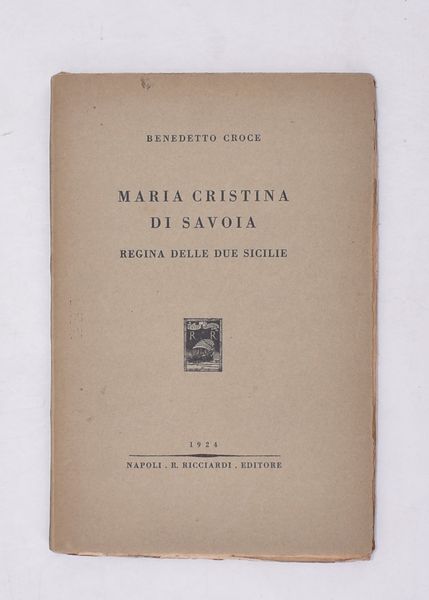 BENEDETTO CROCE
MARIA CRISTINA
DI SAVOIA
REGINA DELLE DUE SICILIE
R R
1924
NAPOLI . R. RICCIARDI . EDITORE